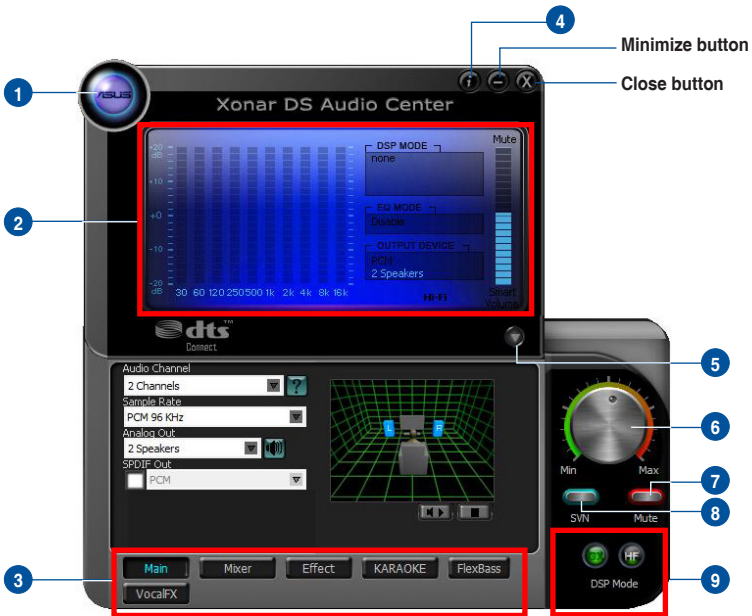 4
Minimize button
Close button
1
ASUS
i
X
Xonar DS Audio Center
2
+20
dB
+10
+0
-10
-20
dB
30 60 120 250 500 1k 2k 4k 8k 16k
DSP MODE
none
EQ MODE
Disable
OUTPUT DEVICE
PCM
2 Speakers
Hi-Fi
Mute
Smart
Volume
dts
Connect
5
Audio Channel
2 Channels
?
Sample Rate
PCM 96 KHz
Analog Out
2 Speakers
SPDIF Out
PCM
L
R
6
Min
Max
7
8
SVN
Mute
3
Main
Mixer
Effect
KARAOKE
FlexBass
VocalFX
HF
DSP Mode
9